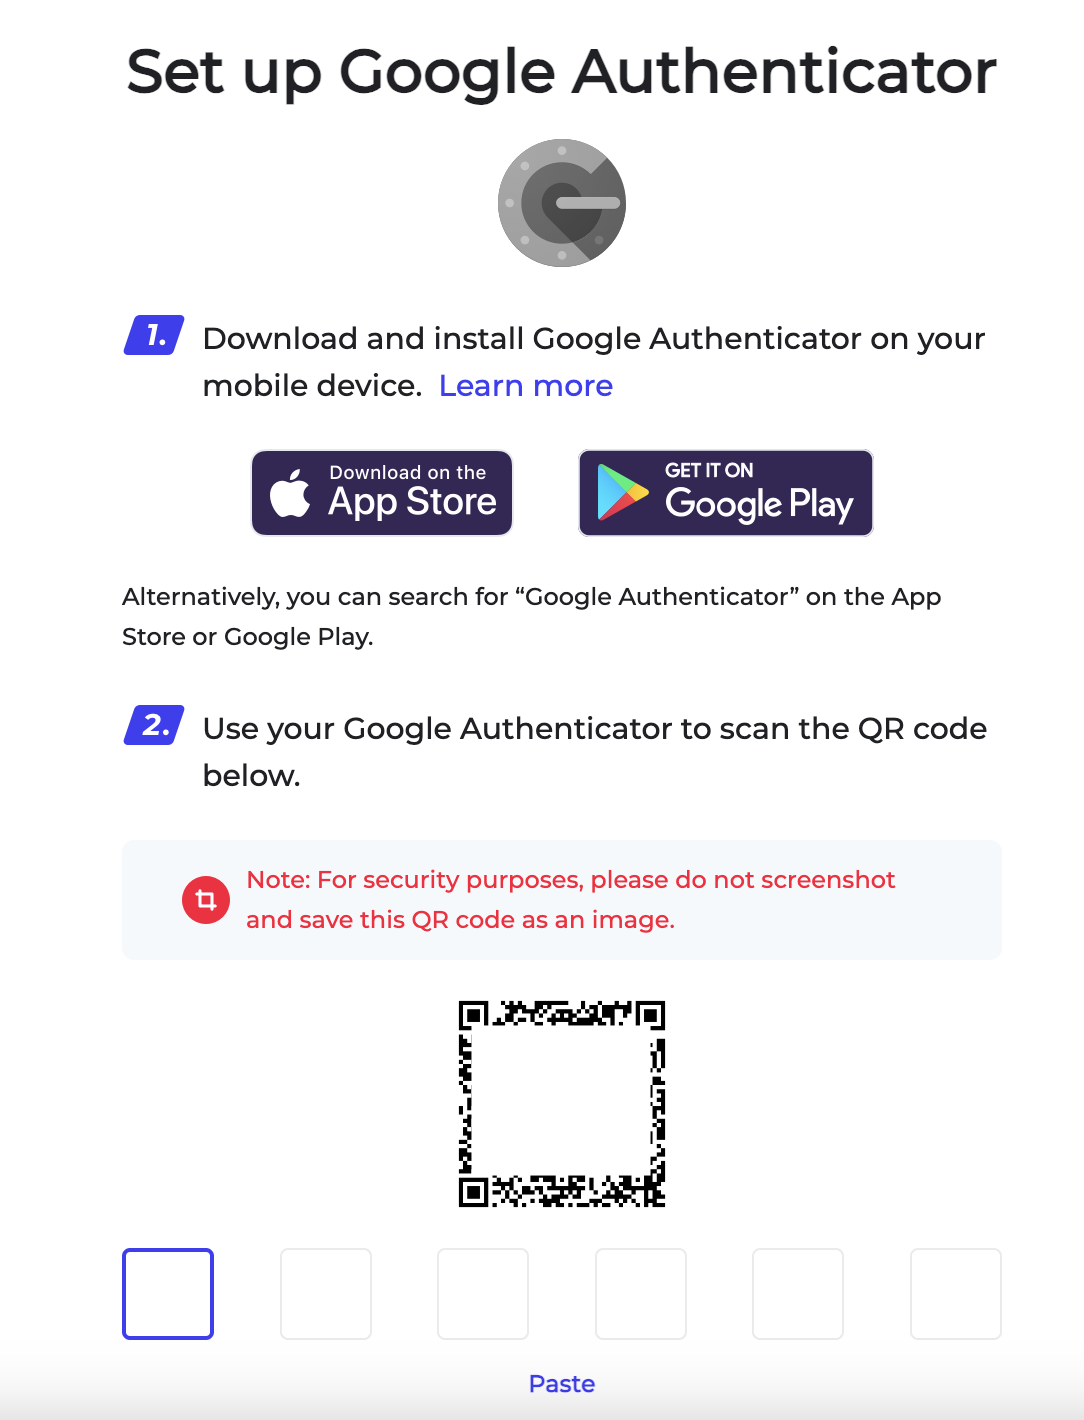 Set up Google Authenticator
1.
Download and install Google Authenticator on your
mobile device. Learn more
Download on the
App Store
GET IT ON
Google Play
Alternatively, you can search for “Google Authenticator” on the App
Store or Google Play.
2.
Use your Google Authenticator to scan the QR code
below.
Note: For security purposes, please do not screenshot
and save this QR code as an image.
Paste